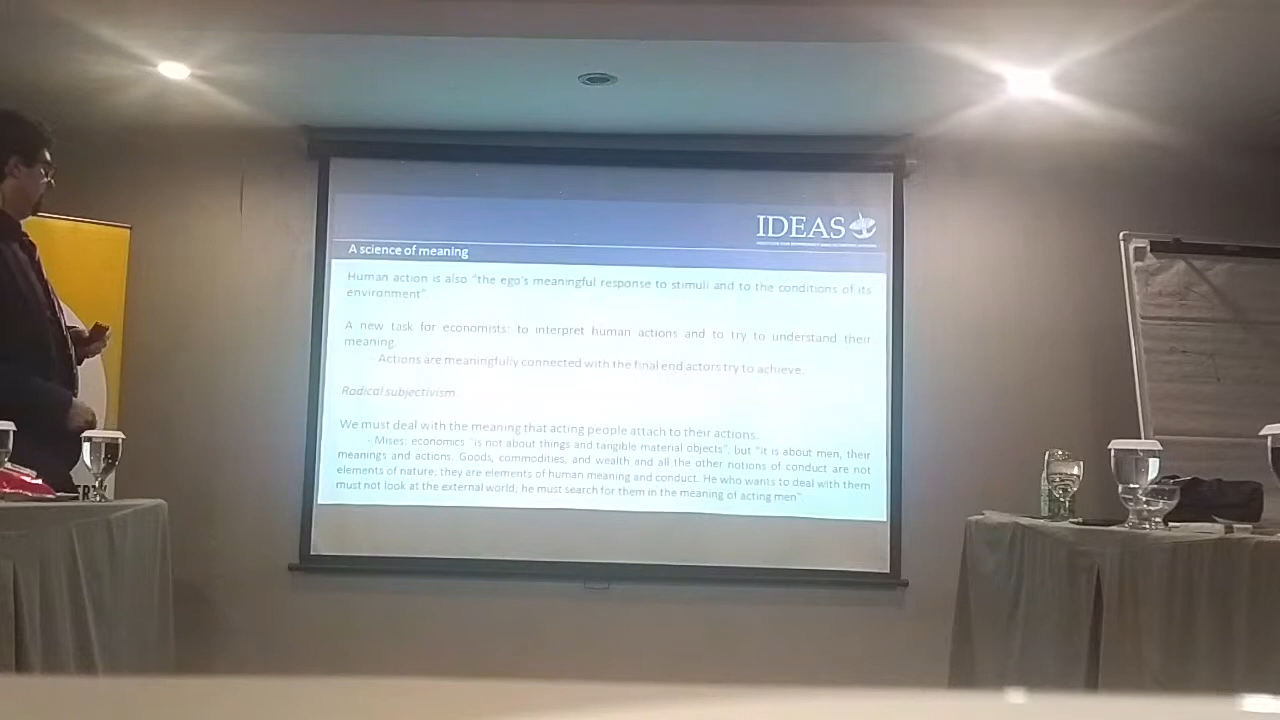 IDEAS
A science of meaning
Human action is also "the ego's meaningful response to stimuli and to the conditions of its
environment"
A new task for economists: to interpret human actions and to try to understand their
meaning.
- Actions are meaningfully connected with the final end actors try to achieve.
Radical subjectivism.
We must deal with the meaning that acting people attach to their actions.
- Mises: economics "is not about things and tangible material objects", but "it is about men, their
meanings and actions. Goods, commodities, and wealth and all the other notions of conduct are not
elements of nature; they are elements of human meaning and conduct. He who wants to deal with them
must not look at the external world; he must search for them in the meaning of acting men".